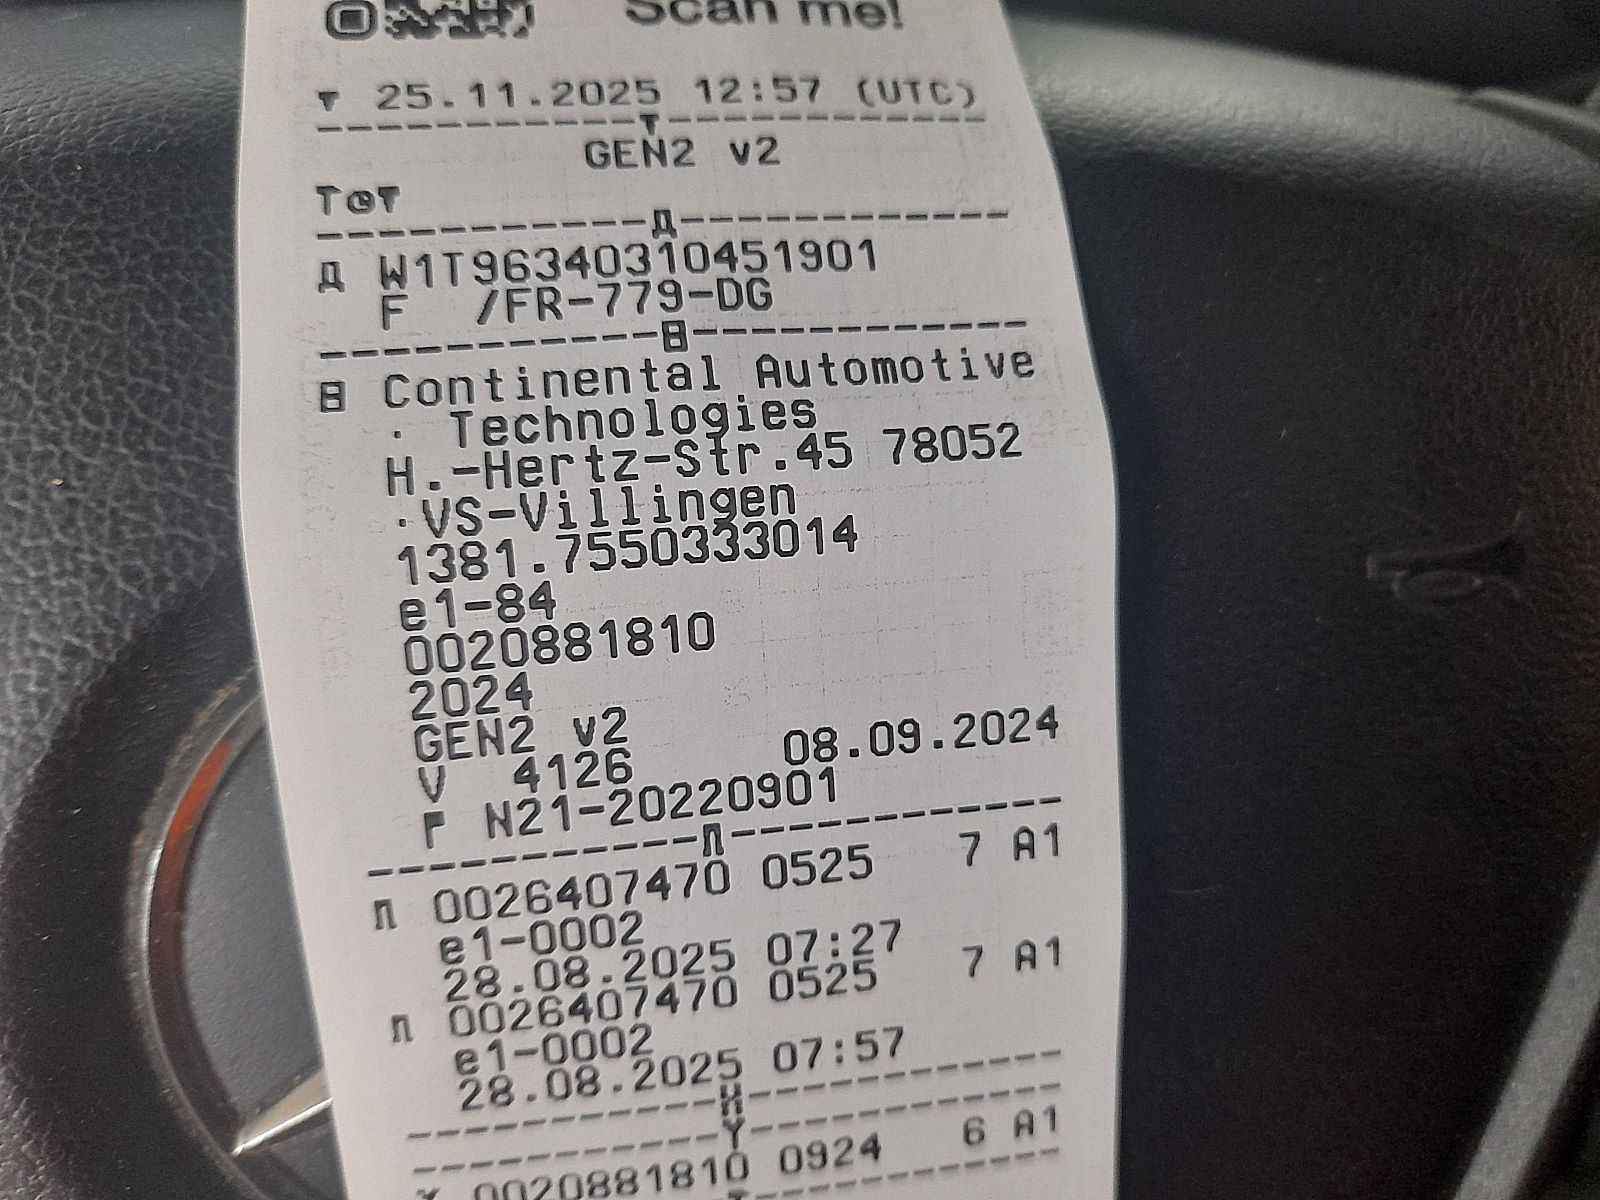 Scan me!
▼ 25.11.2025 12:57 (UTC)
-----------▼-----------
GEN2 v2
T⊙▼
-----------Д-----------
Д W1T96340310451901
F /FR-779-DG
-----------B-----------
B Continental Automotive
. Technologies
H.-Hertz-Str.45 78052
.VS-Villingen
1381.7550333014
e1-84
0020881810
2024
GEN2 v2
V 4126 08.09.2024
Г N21-20220901
-----------Л-----------
Л 0026407470 0525 7 A1
e1-0002
28.08.2025 07:27
Л 0026407470 0525 7 A1
e1-0002
28.08.2025 07:57
-----------И-----------
-----------Y-----------
Y 0020881810 0924 6 A1